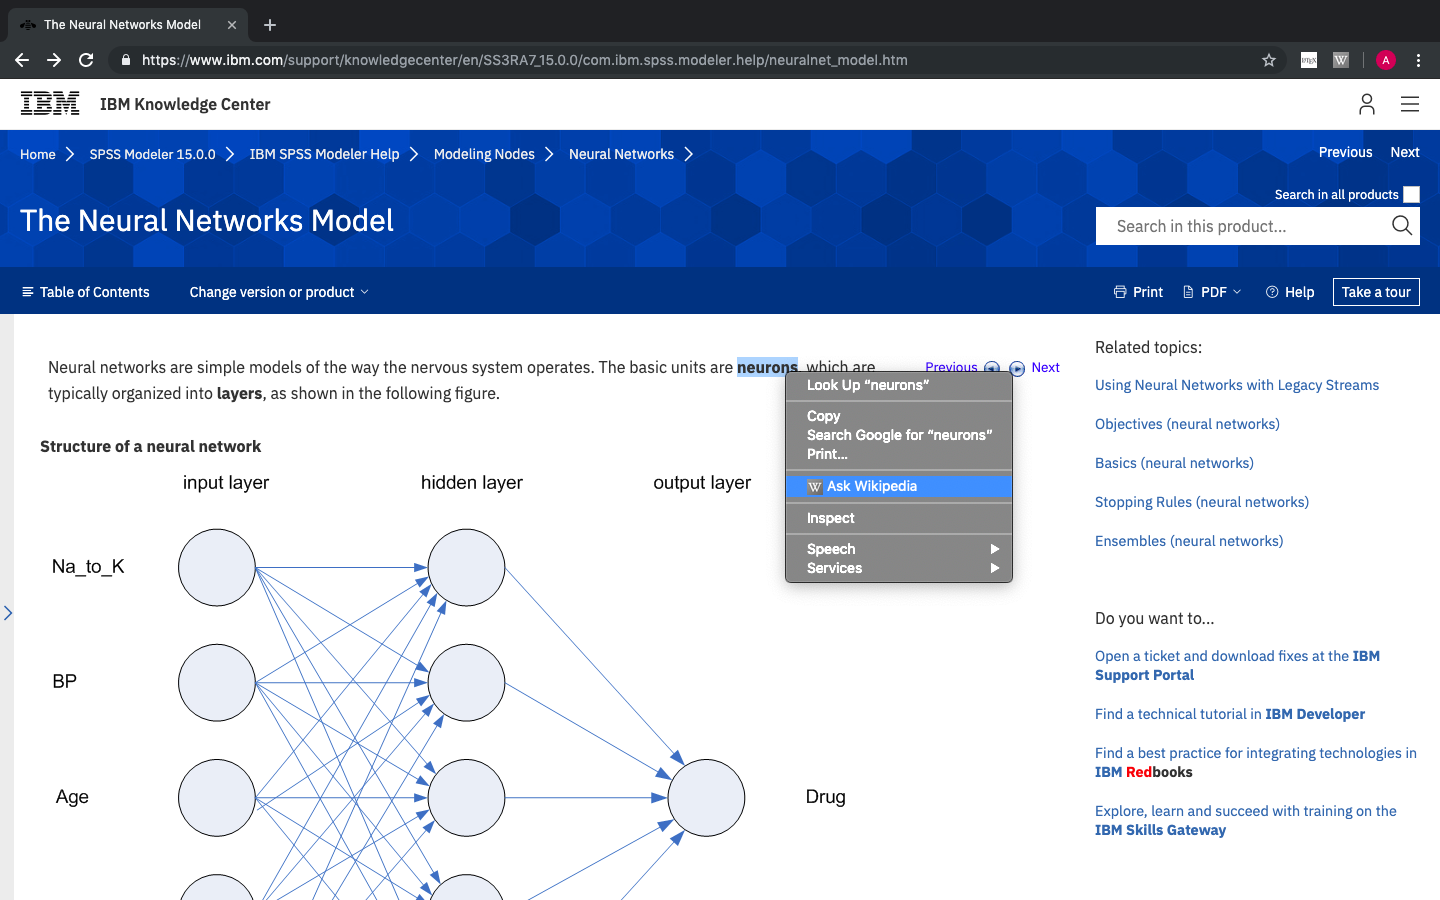 The Neural Networks Model
https://www.ibm.com/support/knowledgecenter/en/SS3RA7_15.0.0/com.ibm.spss.modeler.help/neuralnet_model.htm
W
A
IBM
IBM Knowledge Center
Home
SPSS Modeler 15.0.0
IBM SPSS Modeler Help
Modeling Nodes
Neural Networks
Previous
Next
Search in all products
The Neural Networks Model
Search in this product...
Table of Contents
Change version or product
Print
PDF
Help
Take a tour
Neural networks are simple models of the way the nervous system operates. The basic units are neurons, which are
typically organized into layers, as shown in the following figure.
Previous
Next
Look Up “neurons”
Copy
Search Google for “neurons”
Print...
W Ask Wikipedia
Inspect
Speech
Services
Structure of a neural network
input layer
hidden layer
output layer
Na_to_K
BP
Age
Drug
Related topics:
Using Neural Networks with Legacy Streams
Objectives (neural networks)
Basics (neural networks)
Stopping Rules (neural networks)
Ensembles (neural networks)
Do you want to...
Open a ticket and download fixes at the IBM
Support Portal
Find a technical tutorial in IBM Developer
Find a best practice for integrating technologies in
IBM Redbooks
Explore, learn and succeed with training on the
IBM Skills Gateway